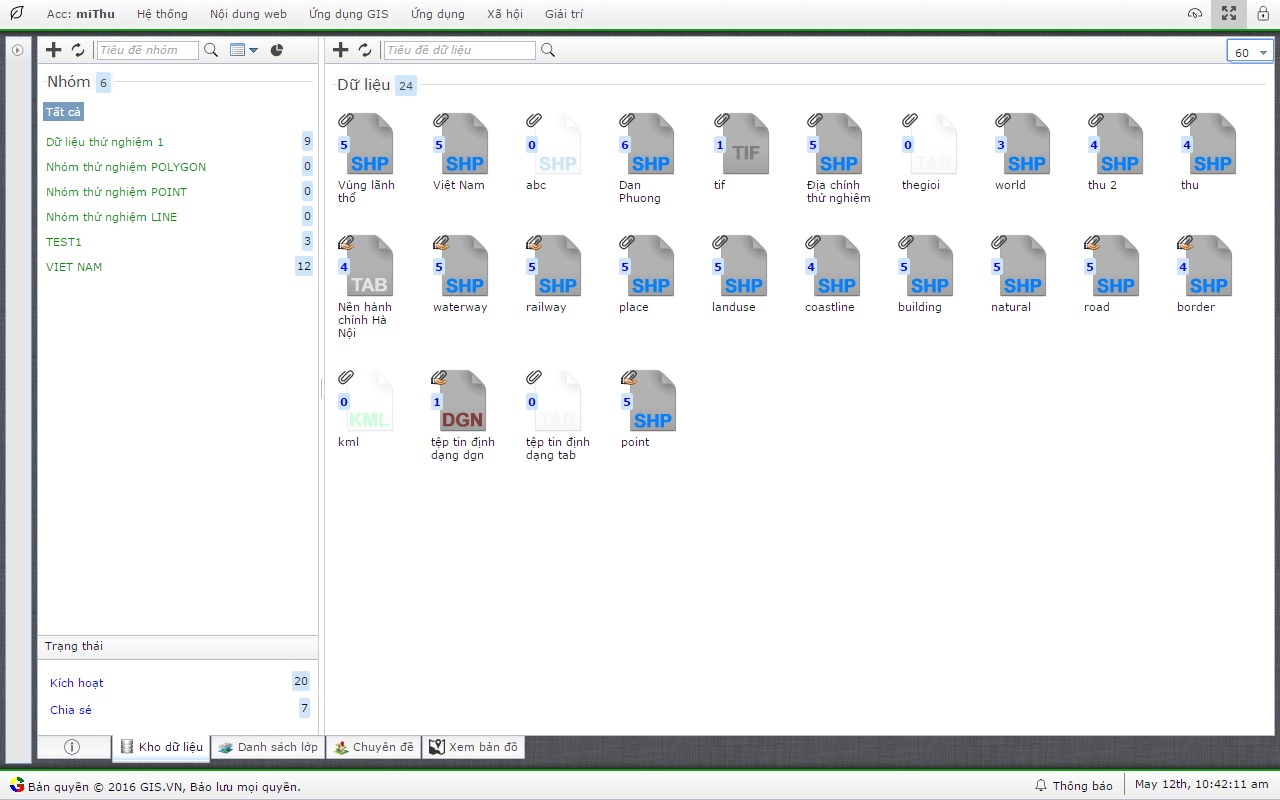 Acc: miThu Hệ thống Nội dung web Ứng dụng GIS Ứng dụng Xã hội Giải trí
Tiêu đề nhóm
Tiêu đề dữ liệu
60
Nhóm 6
Tất cả
Dữ liệu thử nghiệm 1 9
Nhóm thử nghiệm POLYGON 0
Nhóm thử nghiệm POINT 0
Nhóm thử nghiệm LINE 0
TEST1 3
VIET NAM 12
Trạng thái
Kích hoạt 20
Chia sẻ 7
Dữ liệu 24
5 SHP
Vùng lãnh
thổ
5 SHP
Việt Nam
0 SHP
abc
6 SHP
Dan
Phuong
1 TIF
tif
5 SHP
Địa chính
thử nghiệm
0 TAB
thegioi
3 SHP
world
4 SHP
thu 2
4 SHP
thu
4 TAB
Nền hành
chính Hà
Nội
5 SHP
waterway
5 SHP
railway
5 SHP
place
5 SHP
landuse
4 SHP
coastline
5 SHP
building
5 SHP
natural
5 SHP
road
4 SHP
border
0 KML
kml
1 DGN
tệp tin định
dạng dgn
0 TAB
tệp tin định
dạng tab
5 SHP
point
Kho dữ liệu Danh sách lớp Chuyên đề Xem bản đồ
Bản quyền © 2016 GIS.VN, Bảo lưu mọi quyền.
Thông báo May 12th, 10:42:11 am